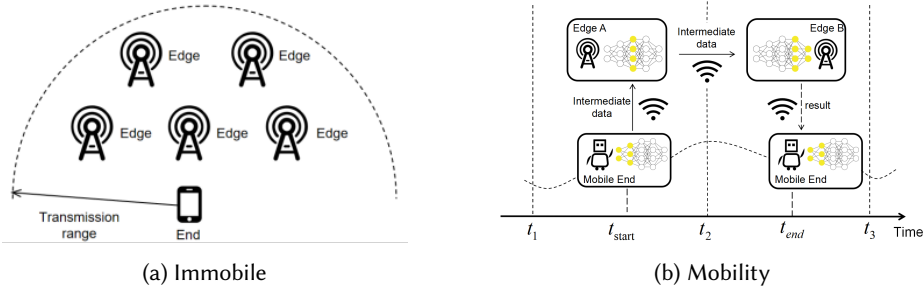 Edge
Edge
Edge
Edge
Edge
Transmission
range
End
(a) Immobile
Edge A
Intermediate
data
Edge B
Intermediate
data
result
Mobile End
Mobile End
t1
tstart
t2
tend
t3
Time
(b) Mobility